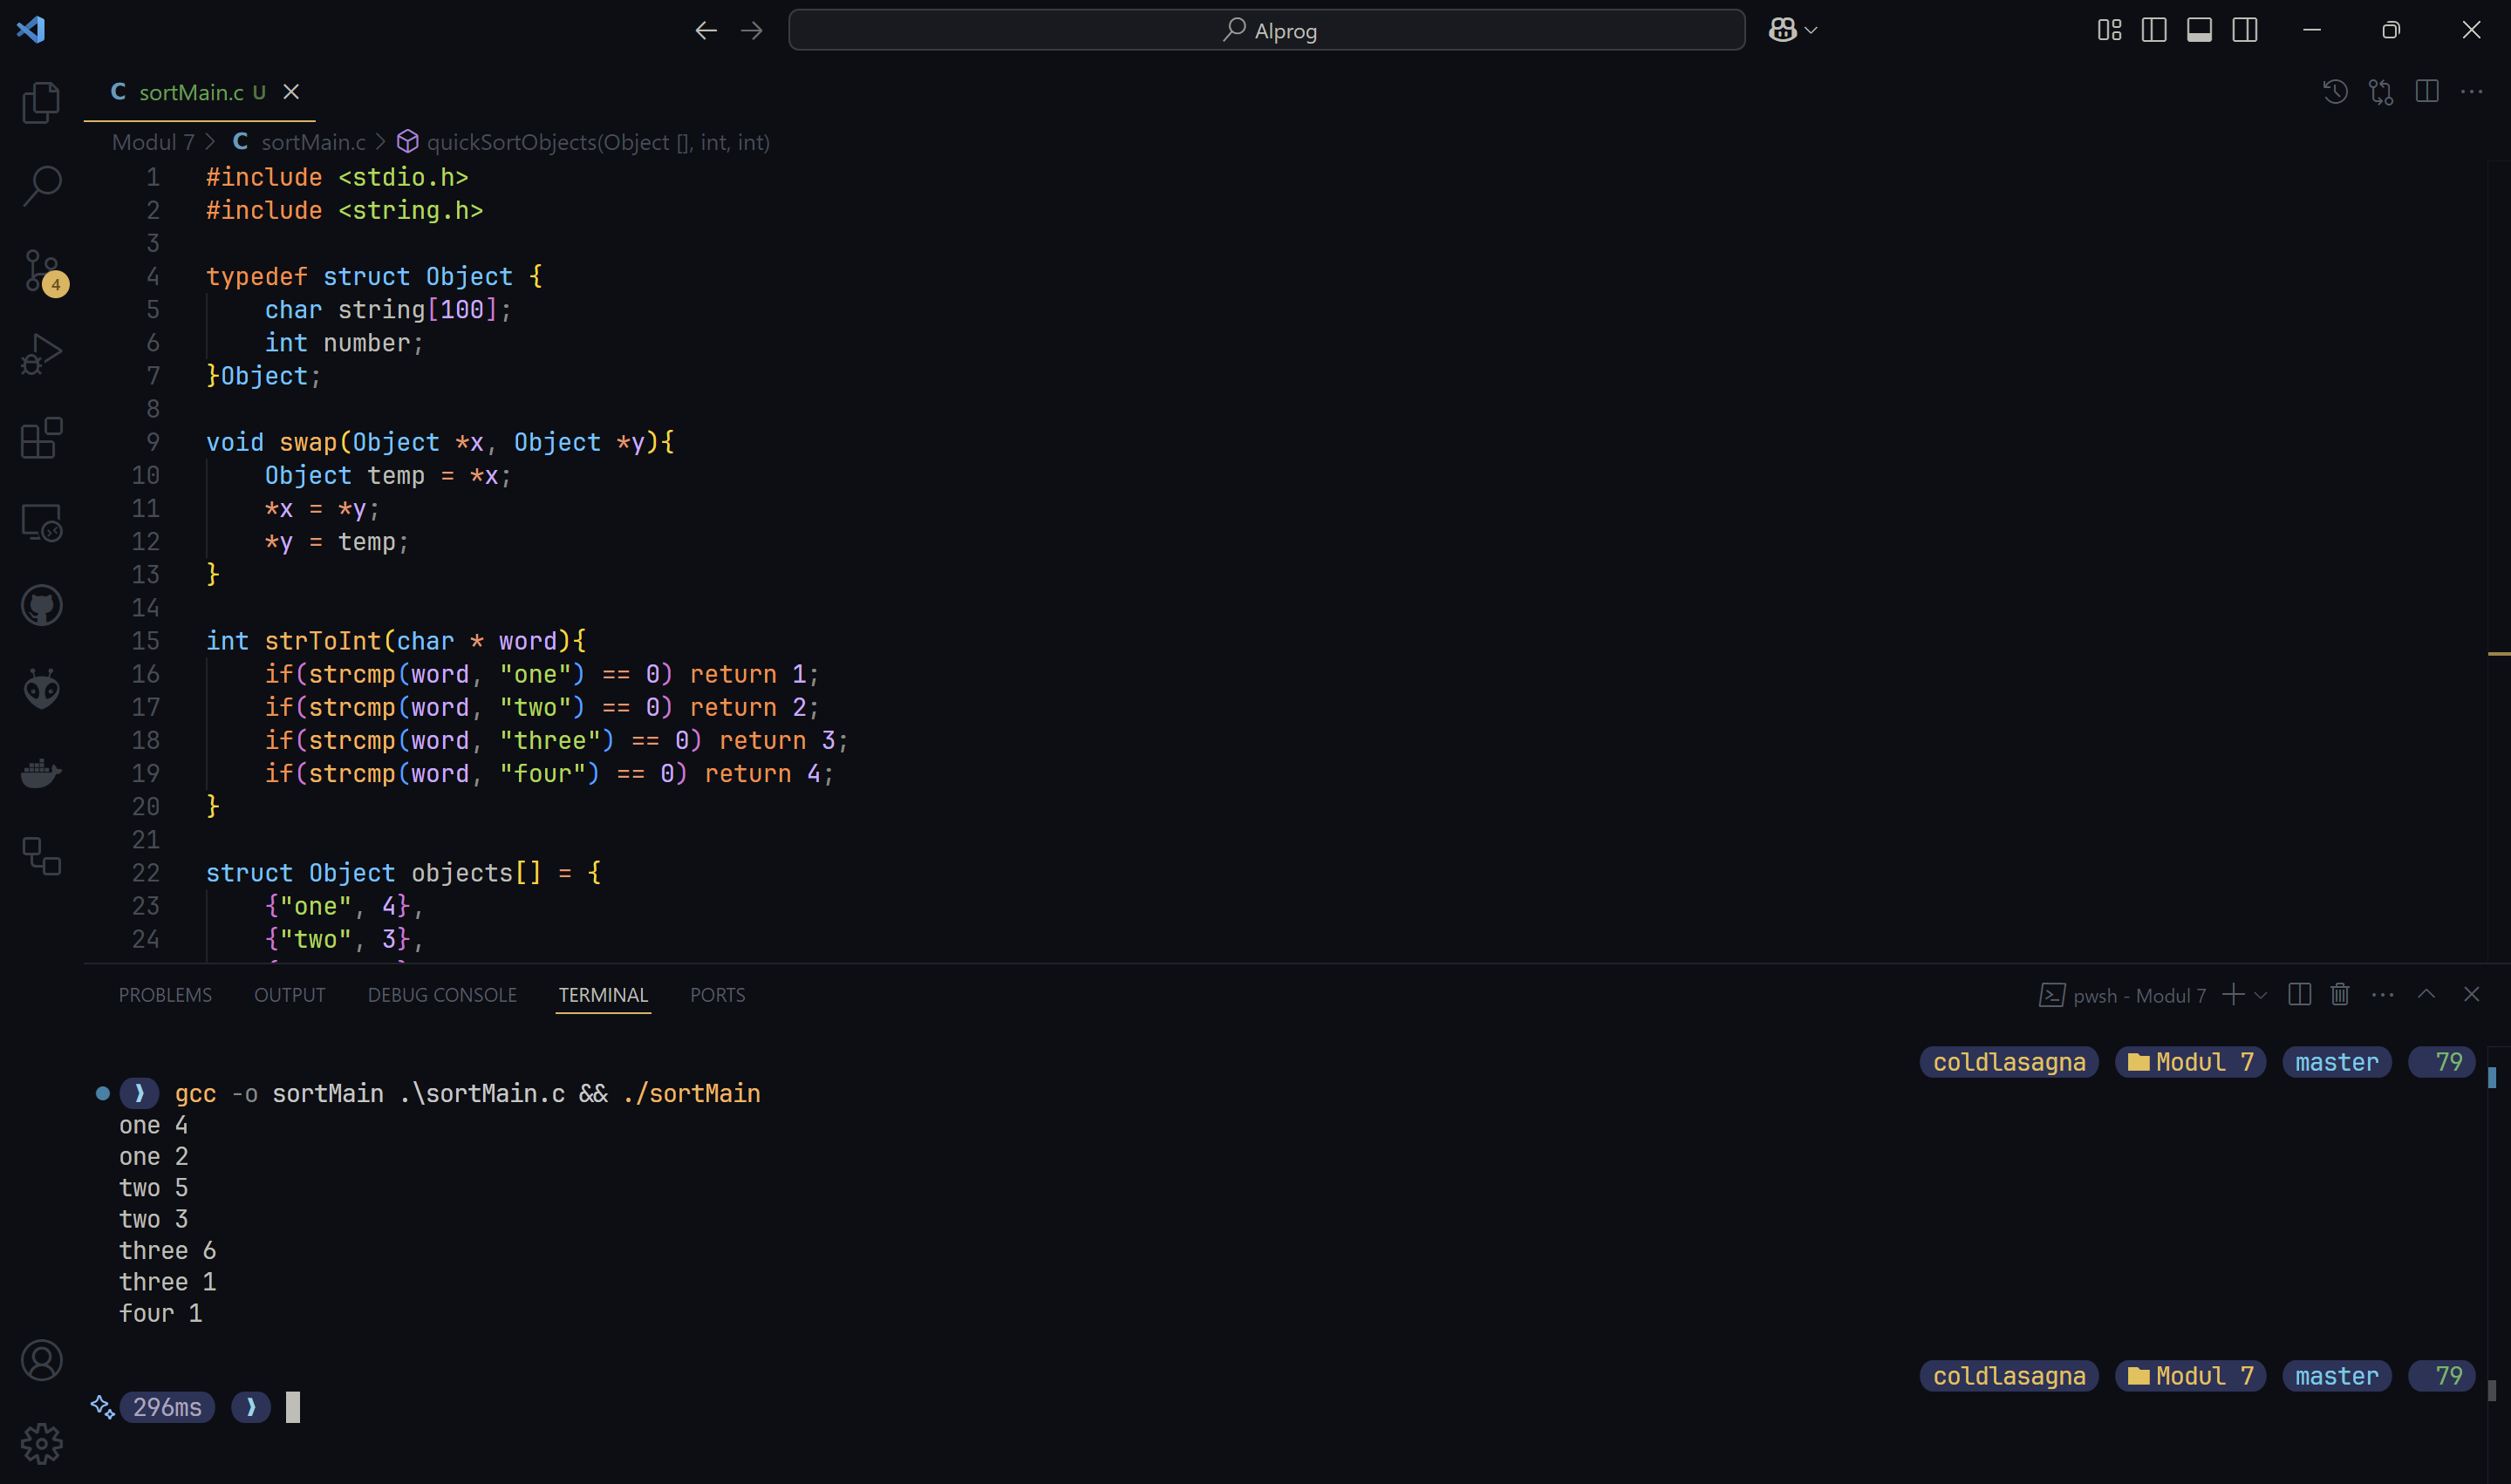 Alprog
sortMain.c U
Modul 7 > C sortMain.c > quickSortObjects(Object [], int, int)
1 #include <stdio.h>
2 #include <string.h>
3
4 typedef struct Object {
5     char string[100];
6     int number;
7 }Object;
8
9 void swap(Object *x, Object *y){
10     Object temp = *x;
11     *x = *y;
12     *y = temp;
13 }
14
15 int strToInt(char * word){
16     if(strcmp(word, "one") == 0) return 1;
17     if(strcmp(word, "two") == 0) return 2;
18     if(strcmp(word, "three") == 0) return 3;
19     if(strcmp(word, "four") == 0) return 4;
20 }
21
22 struct Object objects[] = {
23     {"one", 4},
24     {"two", 3},
4
PROBLEMS OUTPUT DEBUG CONSOLE TERMINAL PORTS pwsh - Modul 7
coldlasagna Modul 7 master 79
❯ gcc -o sortMain .\sortMain.c && ./sortMain
one 4
one 2
two 5
two 3
three 6
three 1
four 1
coldlasagna Modul 7 master 79
296ms ❯